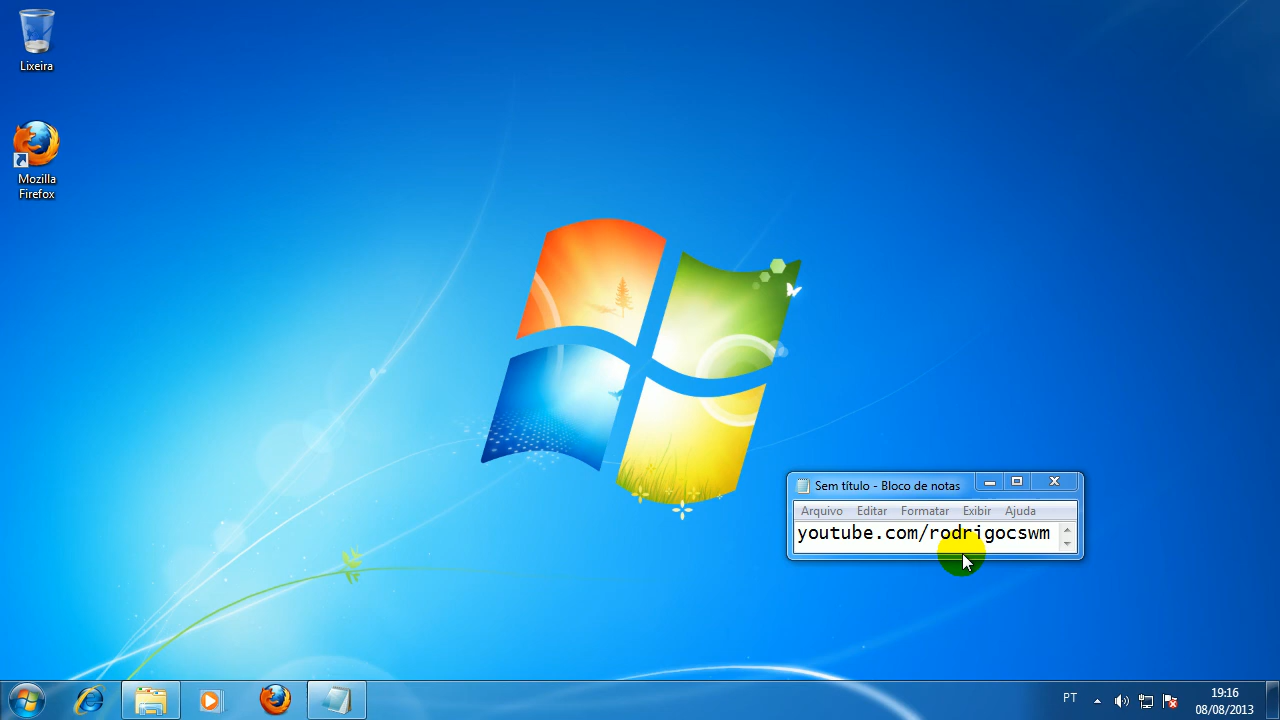 Lixeira
Mozilla
Firefox
Sem título - Bloco de notas
Arquivo Editar Formatar Exibir Ajuda
youtube.com/rodrigocswm
PT
19:16
08/08/2013